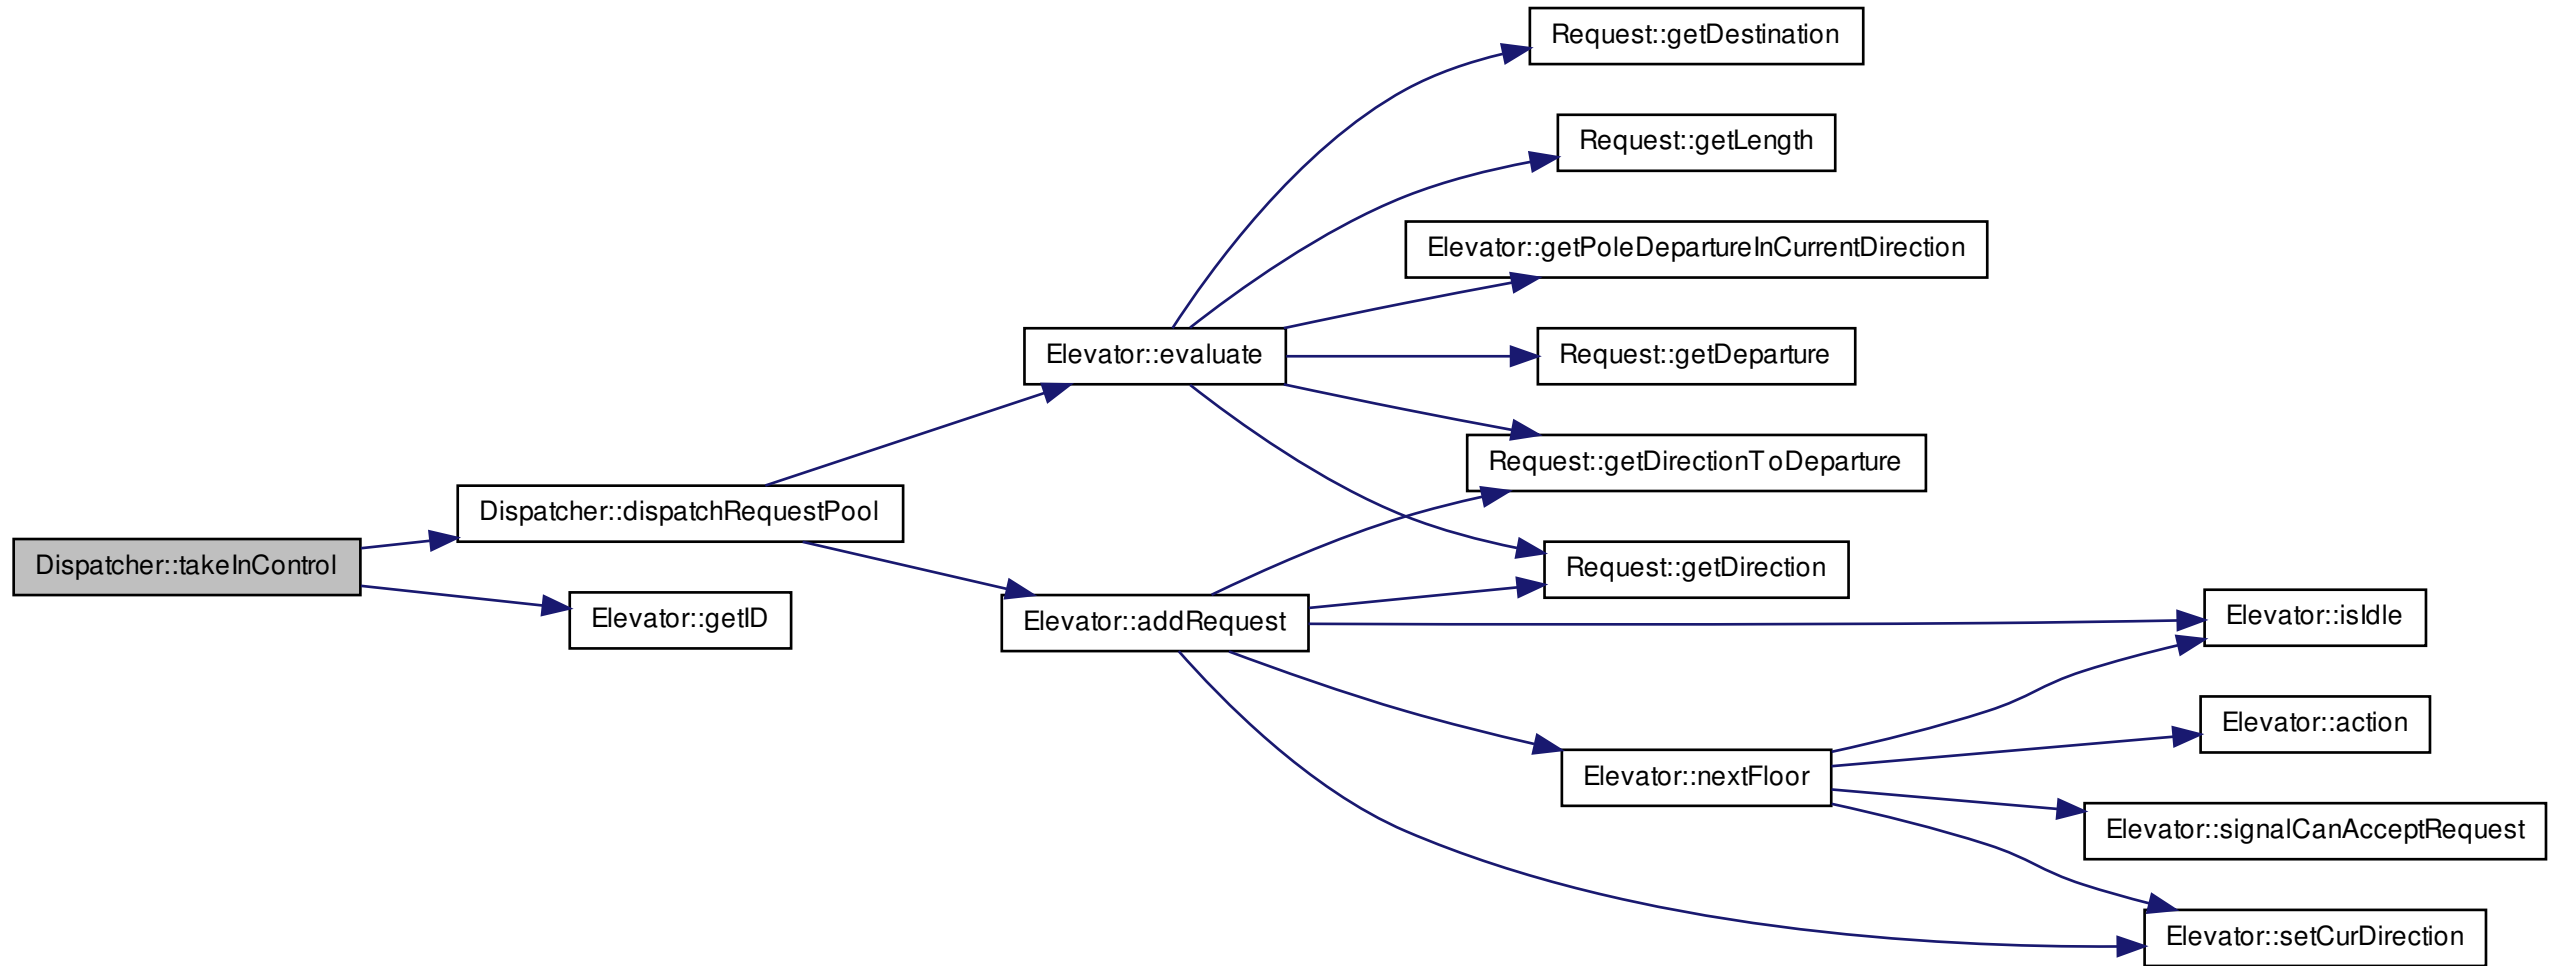 Request::getDestination
Request::getLength
Elevator::getPoleDepartureInCurrentDirection
Elevator::evaluate
Request::getDeparture
Request::getDirectionToDeparture
Dispatcher::dispatchRequestPool
Dispatcher::takeInControl
Request::getDirection
Elevator::getID
Elevator::addRequest
Elevator::isIdle
Elevator::action
Elevator::nextFloor
Elevator::signalCanAcceptRequest
Elevator::setCurDirection